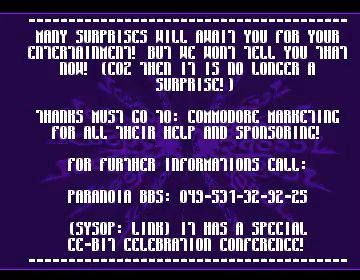 MANY SURPRISES WILL AWAIT YOU FOR YOUR
ENTERTAINMENT! BUT WE WONT TELL YOU THAT
NOW! (COZ THEN IT IS NO LONGER A
SURPRISE!)
THANKS MUST GO TO: COMMODORE MARKETING
FOR ALL THEIR HELP AND SPONSORING!
FOR FURTHER INFORMATIONS CALL:
PARANOIA BBS: 049-531-32-92-25
(SYSOP: LINK) IT HAS A SPECIAL
CE-BIT CELEBRATION CONFERENCE!